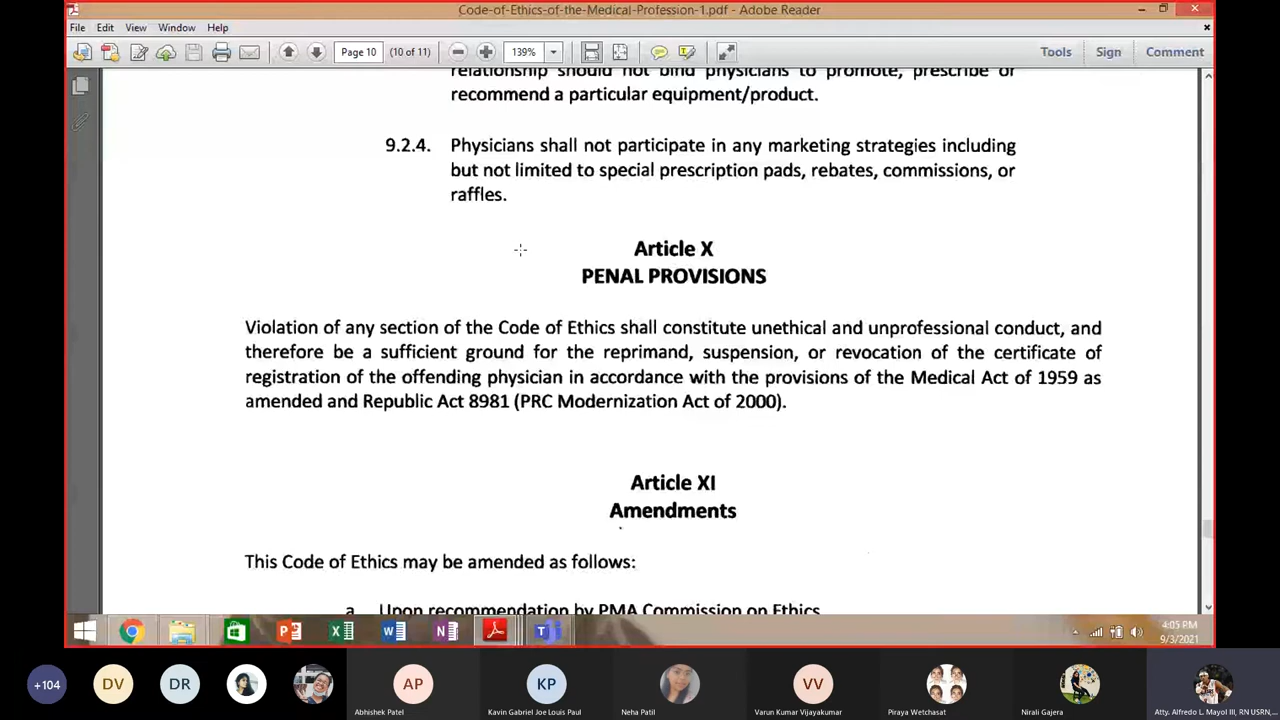 Code-of-Ethics-of-the-Medical-Profession-1.pdf - Adobe Reader
File Edit View Window Help
Page 10 (10 of 11) 139% Tools Sign Comment
relationship should not bind physicians to promote, prescribe or
recommend a particular equipment/product.
9.2.4. Physicians shall not participate in any marketing strategies including
but not limited to special prescription pads, rebates, commissions, or
raffles.
Article X
PENAL PROVISIONS
Violation of any section of the Code of Ethics shall constitute unethical and unprofessional conduct, and
therefore be a sufficient ground for the reprimand, suspension, or revocation of the certificate of
registration of the offending physician in accordance with the provisions of the Medical Act of 1959 as
amended and Republic Act 8981 (PRC Modernization Act of 2000).
Article XI
Amendments
This Code of Ethics may be amended as follows:
a Upon recommendation by PMA Commission on Ethics
4:05 PM
9/3/2021
+104 DV DR AP KP VV
Abhishek Patel Kavin Gabriel Joe Louis Paul Neha Patil Varun Kumar Vijayakumar Piraya Wetchasat Nirali Gajera Atty. Alfredo L. Mayol III, RN USRN,...